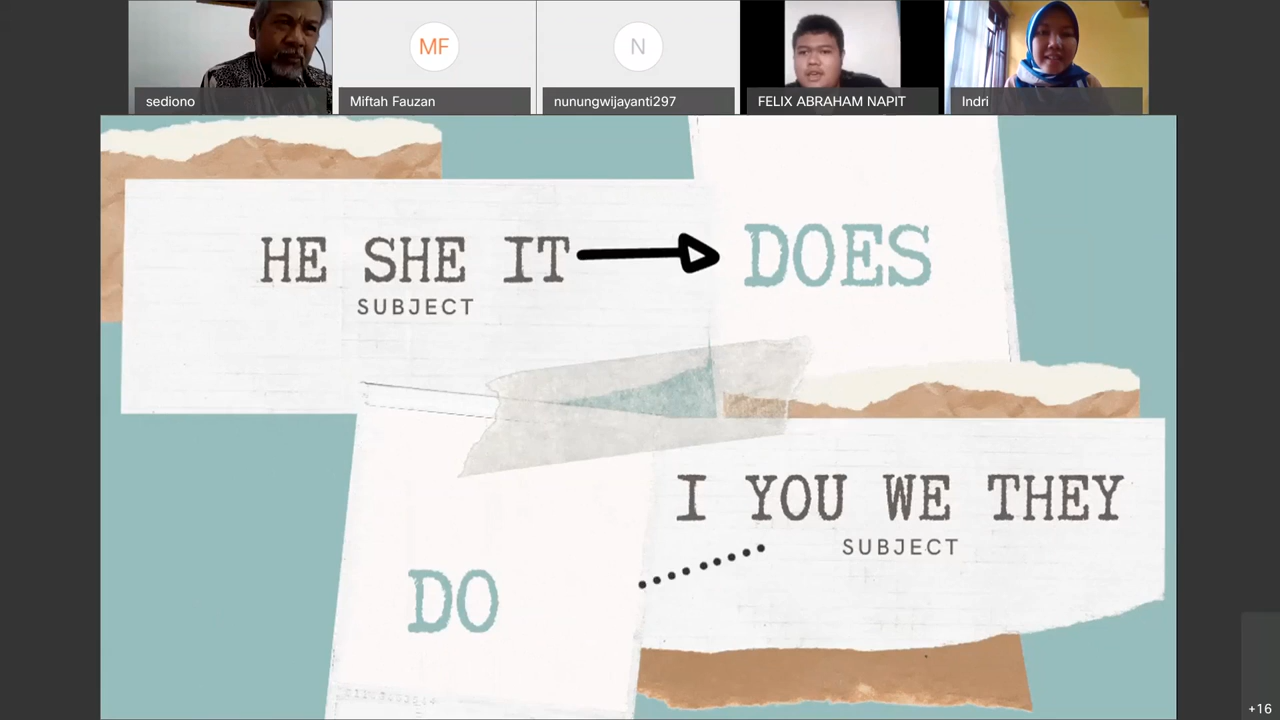 MF
N
sediono
Miftah Fauzan
nunungwijayanti297
FELIX ABRAHAM NAPIT
Indri
HE SHE IT
SUBJECT
DOES
I YOU WE THEY
SUBJECT
DO
+16